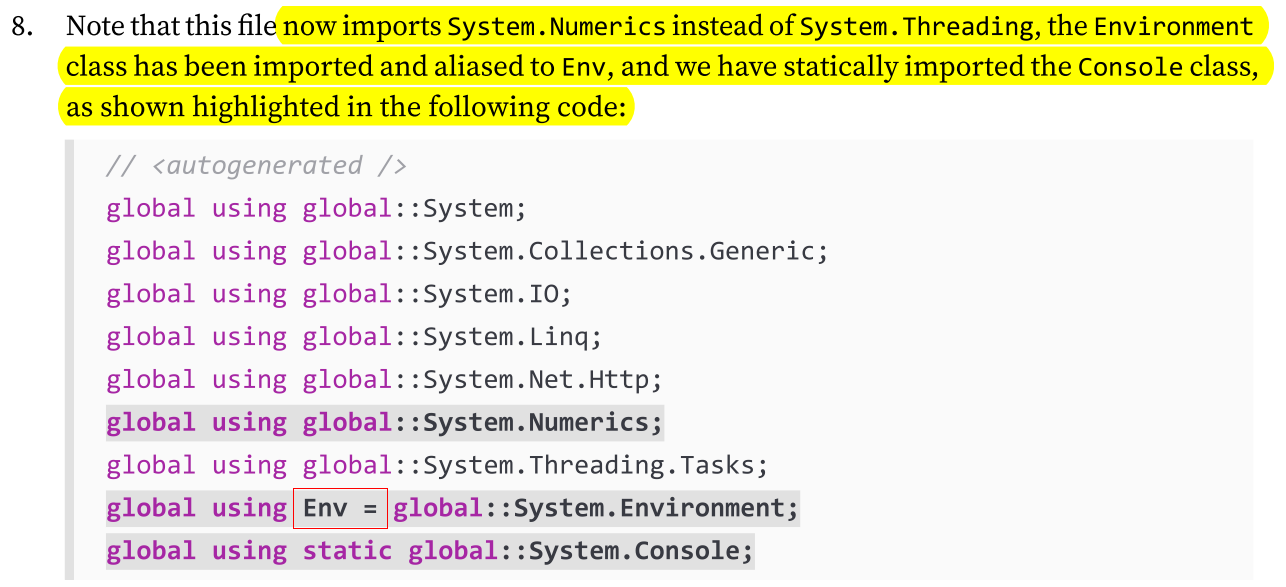 8. Note that this file now imports System.Numerics instead of System.Threading, the Environment
class has been imported and aliased to Env, and we have statically imported the Console class,
as shown highlighted in the following code:
// <autogenerated />
global using global::System;
global using global::System.Collections.Generic;
global using global::System.IO;
global using global::System.Linq;
global using global::System.Net.Http;
global using global::System.Numerics;
global using global::System.Threading.Tasks;
global using Env = global::System.Environment;
global using static global::System.Console;